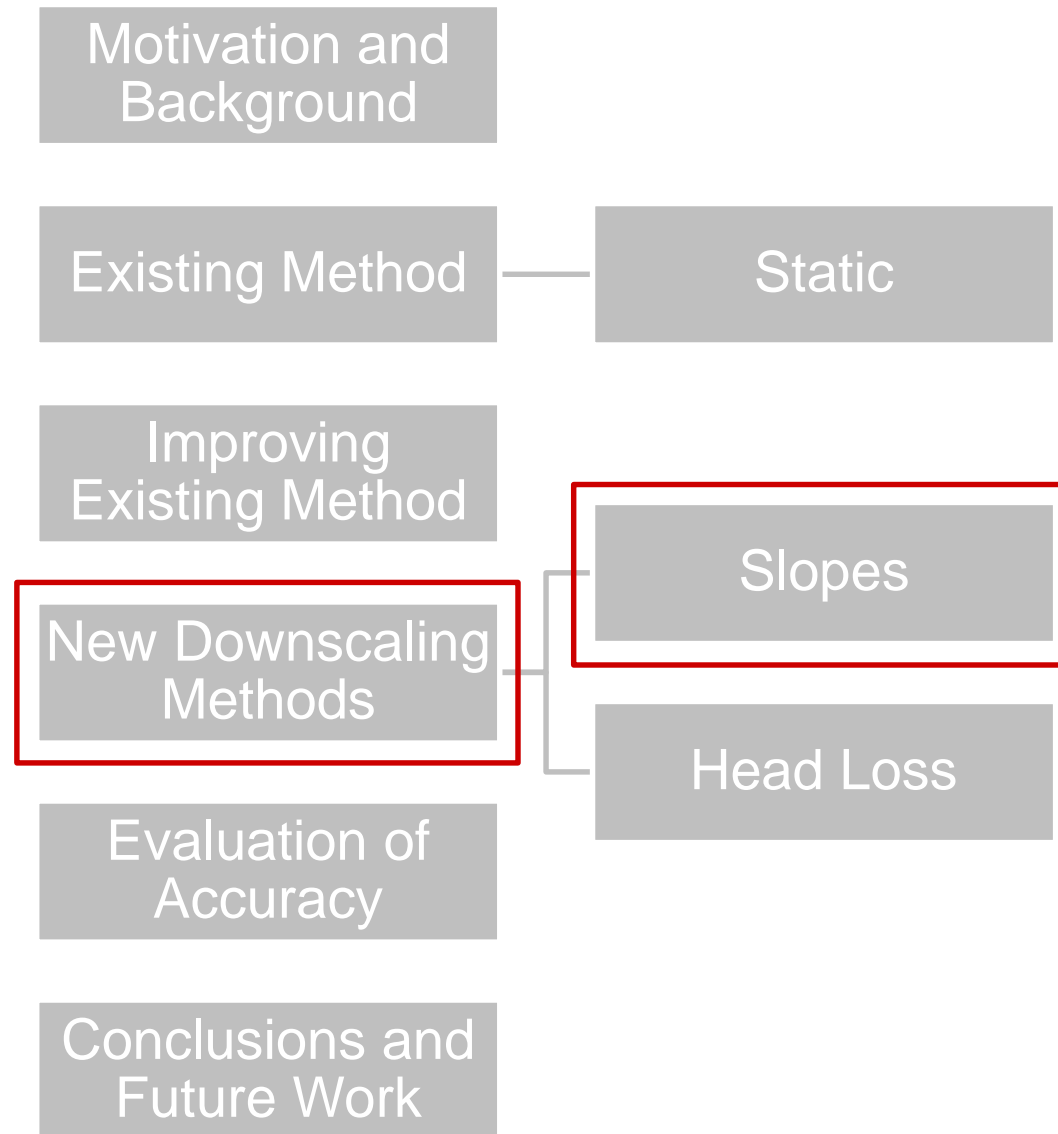 Motivation and
Background
Existing Method
Static
Improving
Existing Method
New Downscaling
Methods
Slopes
Head Loss
Evaluation of
Accuracy
Conclusions and
Future Work